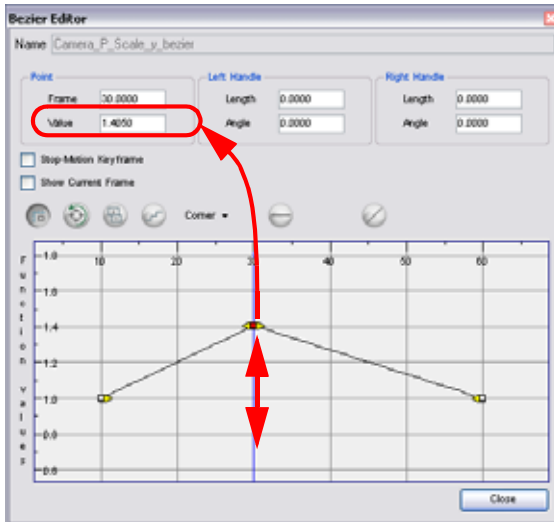 Bezier Editor
Name Camera_P_Scale_y_bezier
Point
Left Handle
Right Handle
Frame 30.0000
Length 0.0000
Length 0.0000
Value 1.4050
Angle 0.0000
Angle 0.0000
Stop-Motion Keyframe
Show Current Frame
Corner
Function values
10 20 30 40 50 60
1.8
1.4
1.2
1.0
0.8
0.6
Close